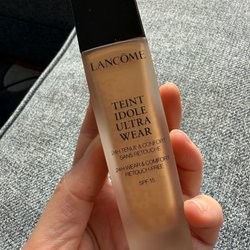 LANCÔME
TEINT
IDOLE
ULTRA
WEAR
24H TENUE & CONFORT
SANS RETOUCHE
24H WEAR & COMFORT
RETOUCH-FREE
SPF 15